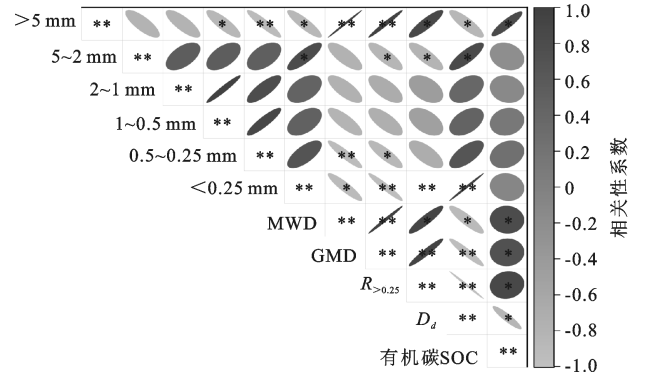 >5 mm ** * ** * ** ** * * *
5~2 mm ** * * * *
2~1 mm **
1~0.5 mm **
0.5~0.25 mm ** ** *
<0.25 mm ** * ** ** **
MWD ** ** * * *
GMD ** ** ** *
R>0.25 ** ** *
Dd ** *
有机碳SOC **
1.0
0.8
0.6
0.4
0.2
0
-0.2
-0.4
-0.6
-0.8
-1.0
相关性系数